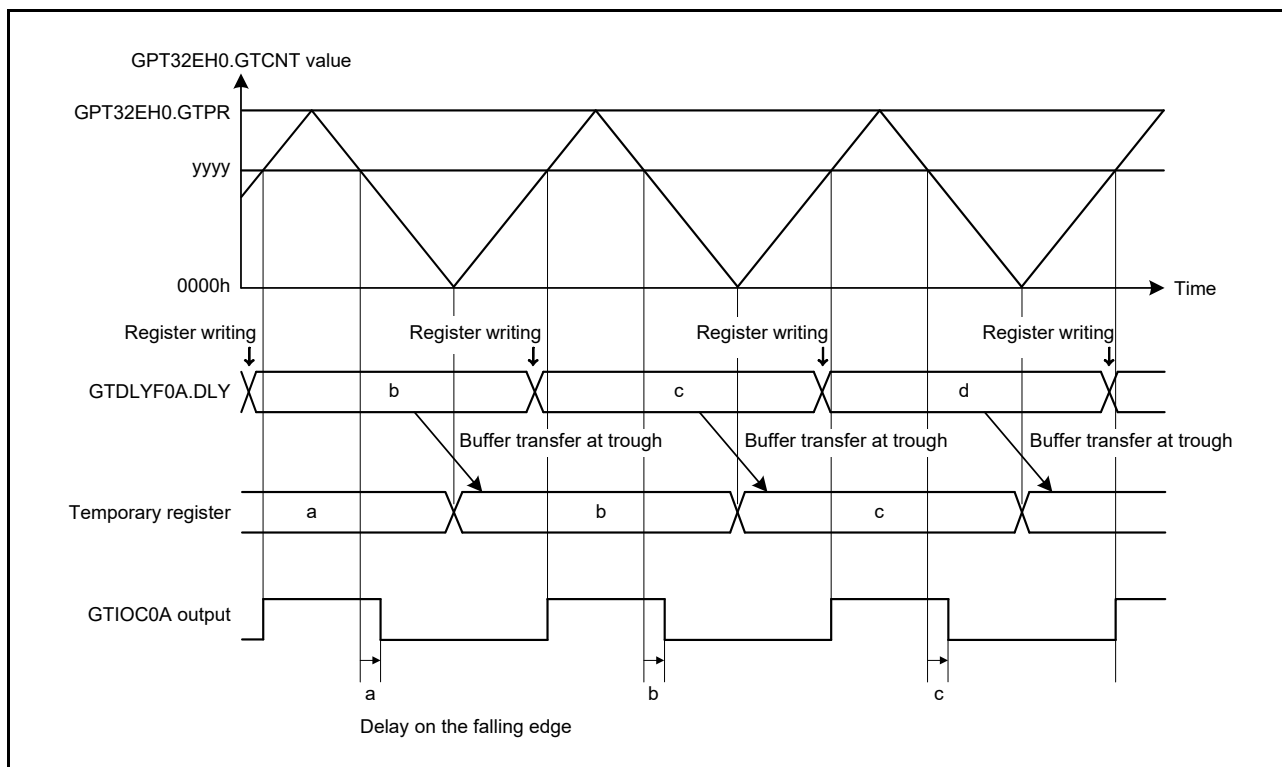 GPT32EH0.GTCNT value
GPT32EH0.GTPR
yyyy
0000h
Time
Register writing Register writing Register writing Register writing
GTDLYF0A.DLY b c d
Buffer transfer at trough Buffer transfer at trough Buffer transfer at trough
Temporary register a b c
GTIOC0A output
a b c
Delay on the falling edge